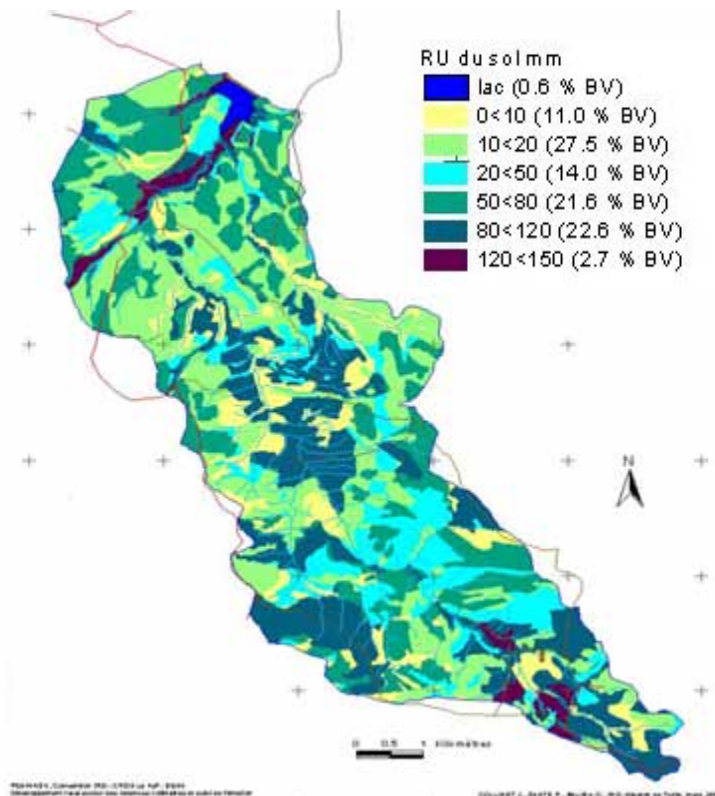 RU du sol mm
lac (0.6 % BV)
0<10 (11.0 % BV)
10<20 (27.5 % BV)
20<50 (14.0 % BV)
50<80 (21.6 % BV)
80<120 (22.6 % BV)
120<150 (2.7 % BV)
N
0 0.5 1 Kilomètres